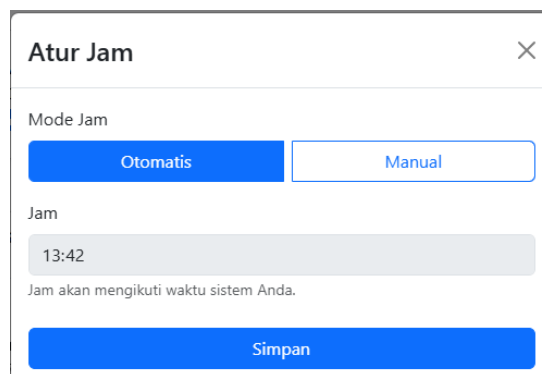 Atur Jam
Mode Jam
Otomatis Manual
Jam
13:42
Jam akan mengikuti waktu sistem Anda.
Simpan